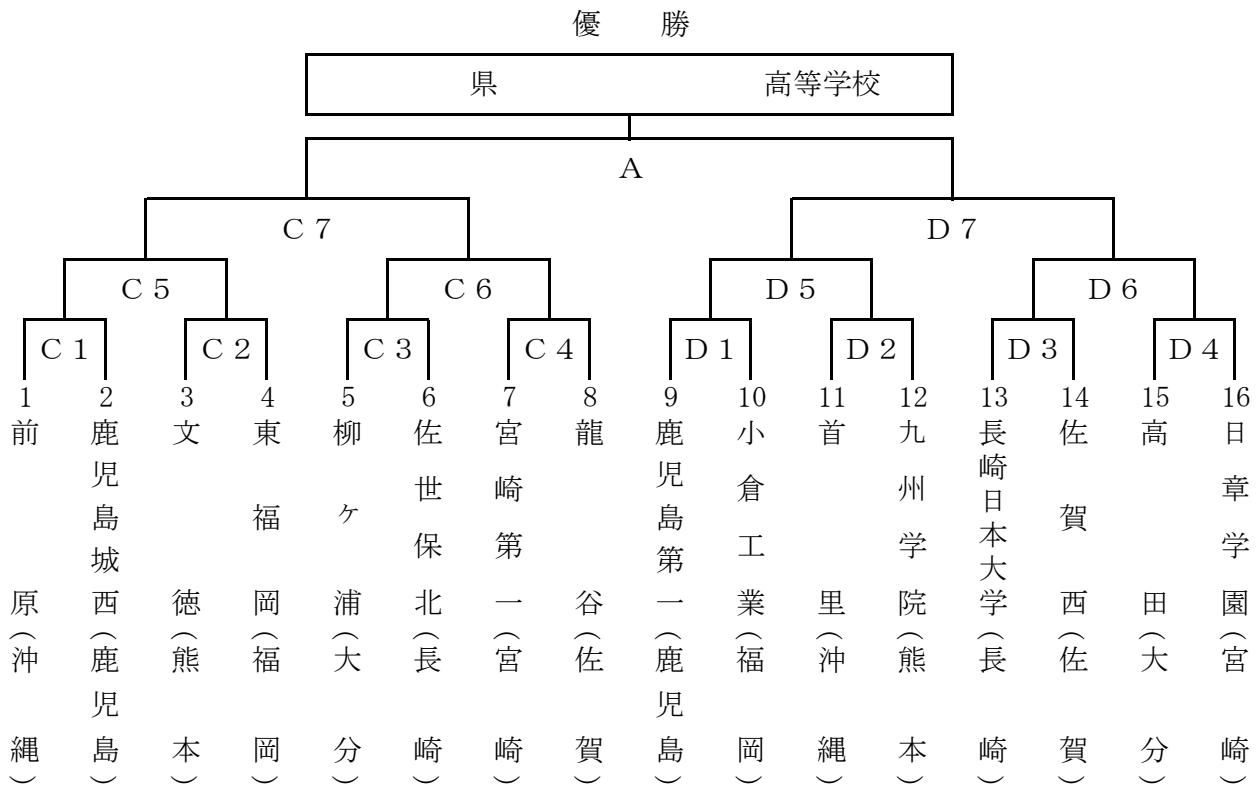 優　　勝
県　　　　　　　　　高等学校
A
C 7　　　D 7
C 5　　　C 6　　　D 5　　　D 6
C 1　C 2　C 3　C 4　D 1　D 2　D 3　D 4
1　2　3　4　5　6　7　8　9　10　11　12　13　14　15　16
前原（沖縄）
鹿児島城西（鹿児島）
文徳（熊本）
東福岡（福岡）
柳ヶ浦（大分）
佐世保北（長崎）
宮崎第一（宮崎）
龍谷（佐賀）
鹿児島第一（鹿児島）
小倉工業（福岡）
首里（沖縄）
九州学院（熊本）
長崎日本大学（長崎）
佐賀西（佐賀）
高田（大分）
日章学園（宮崎）